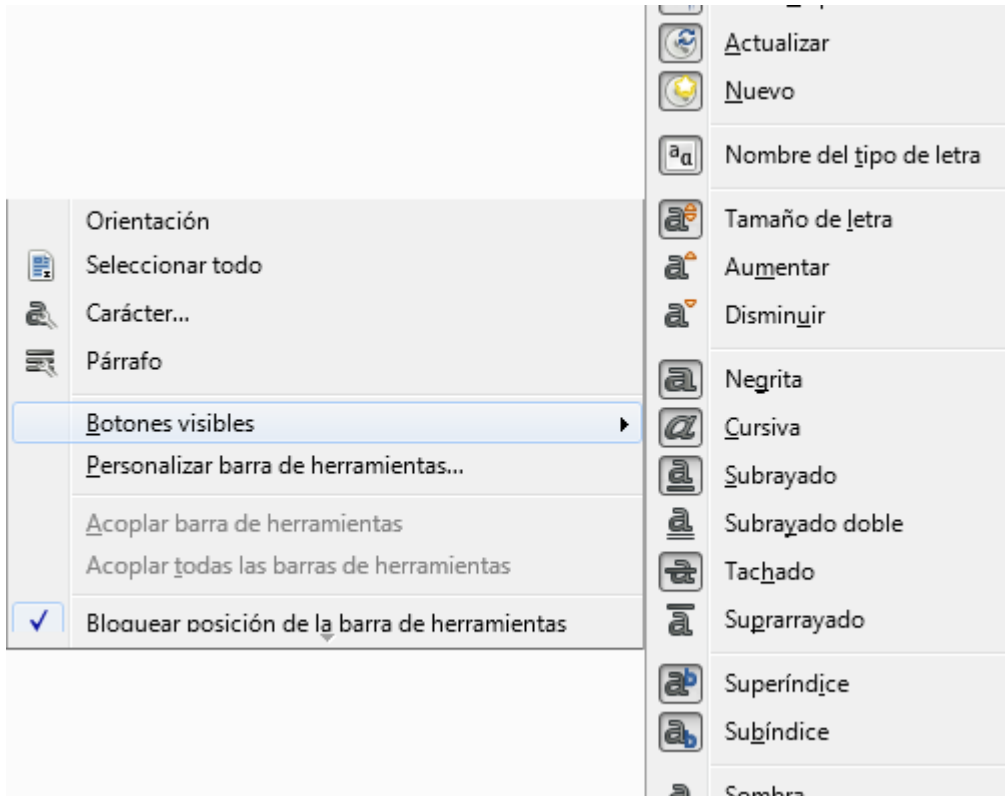 Orientación
Seleccionar todo
Carácter...
Párrafo
Botones visibles
Personalizar barra de herramientas...
Acoplar barra de herramientas
Acoplar todas las barras de herramientas
Bloquear posición de la barra de herramientas
Actualizar
Nuevo
Nombre del tipo de letra
Tamaño de letra
Aumentar
Disminuir
Negrita
Cursiva
Subrayado
Subrayado doble
Tachado
Suprarrayado
Superíndice
Subíndice
Sombra